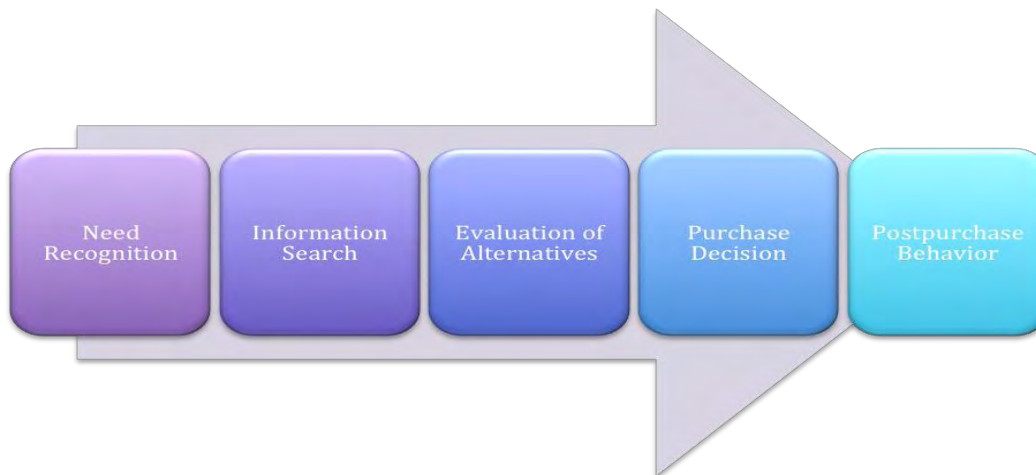 Need
Recognition
Information
Search
Evaluation of
Alternatives
Purchase
Decision
Postpurchase
Behavior